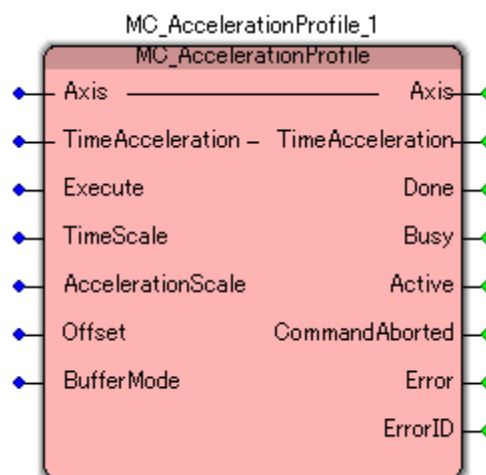 MC_AccelerationProfile_1
MC_AccelerationProfile
Axis Axis
TimeAcceleration TimeAcceleration
Execute Done
TimeScale Busy
AccelerationScale Active
Offset CommandAborted
BufferMode Error
ErrorID